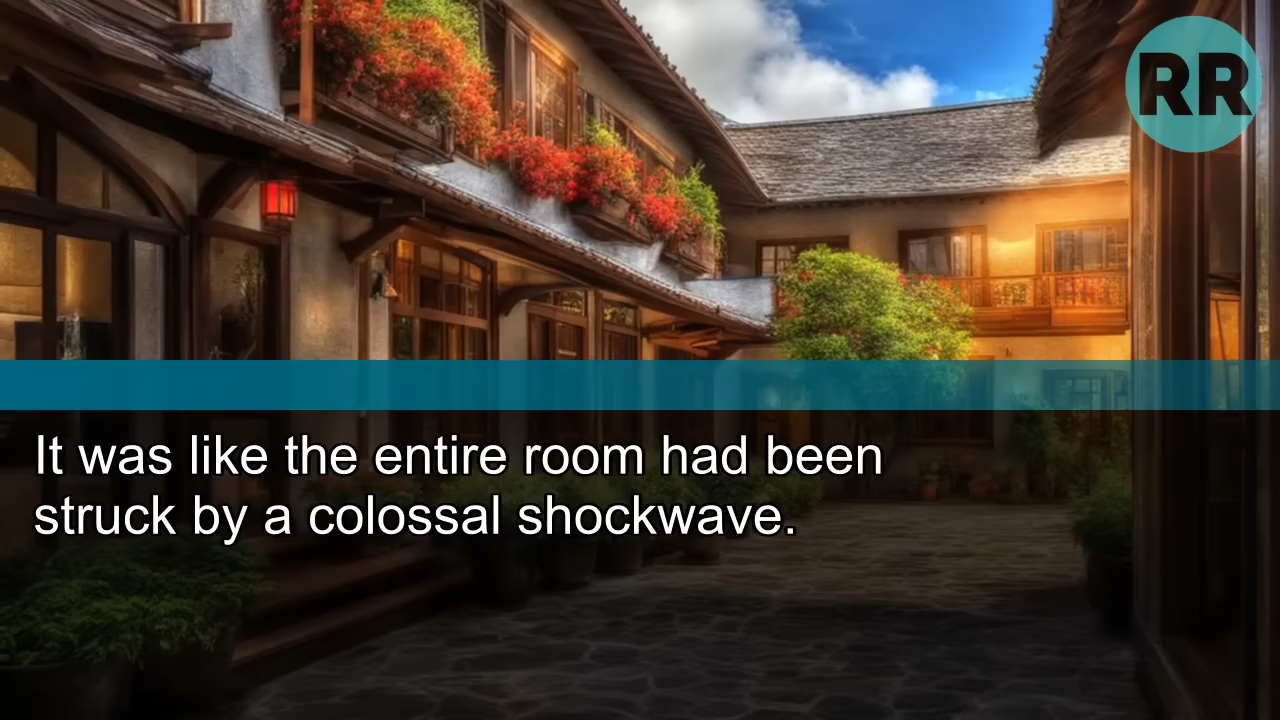 RR
It was like the entire room had been
struck by a colossal shockwave.